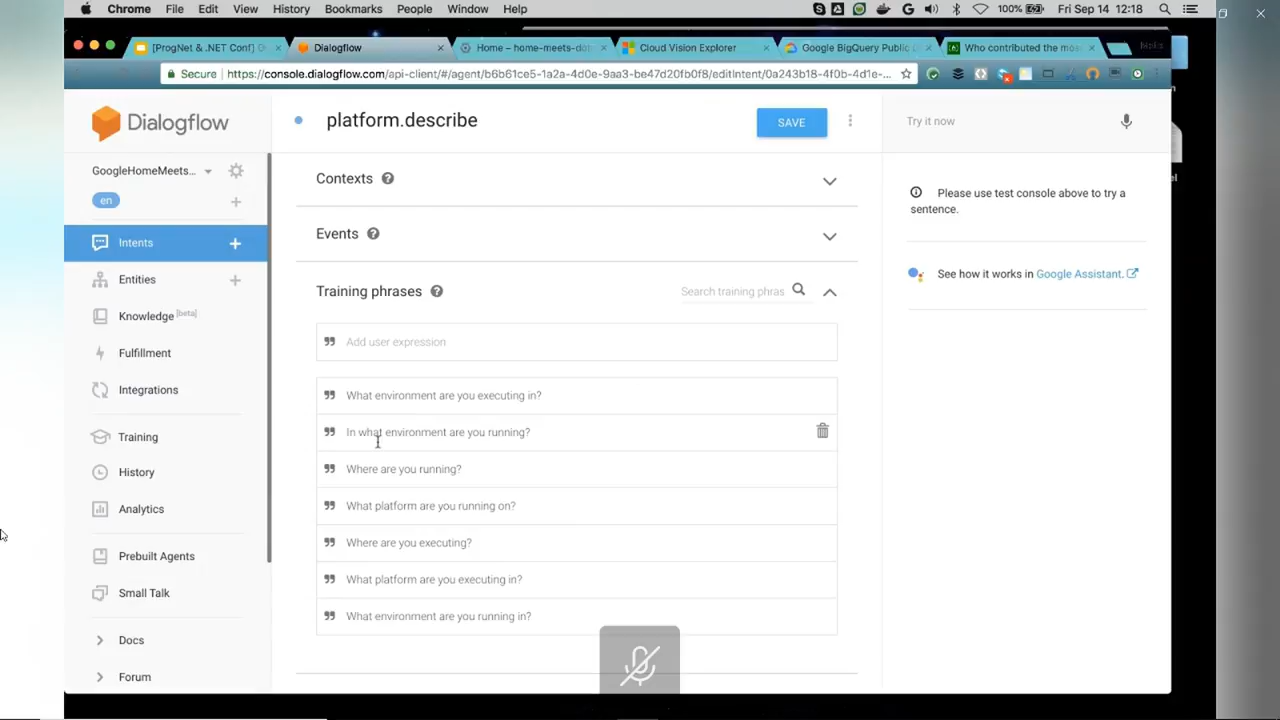 Chrome File Edit View History Bookmarks People Window Help 100% Fri Sep 14 12:18
[ProgNet & .NET Conf] G
Dialogflow
Home – home-meets-dot
Cloud Vision Explorer
Google BigQuery Public
Who contributed the mo
Secure https://console.dialogflow.com/api-client/#/agent/b6b61ce5-1a2a-4d0e-9aa3-be47d20fb0f8/editIntent/0a243b18-4f0b-4d1e-...
Dialogflow
GoogleHomeMeets...
en
Intents
Entities
Knowledge [beta]
Fulfillment
Integrations
Training
History
Analytics
Prebuilt Agents
Small Talk
Docs
Forum
platform.describe
SAVE
Contexts
Events
Training phrases
Search training phras
Add user expression
What environment are you executing in?
In what environment are you running?
Where are you running?
What platform are you running on?
Where are you executing?
What platform are you executing in?
What environment are you running in?
Try it now
Please use test console above to try a
sentence.
See how it works in Google Assistant.